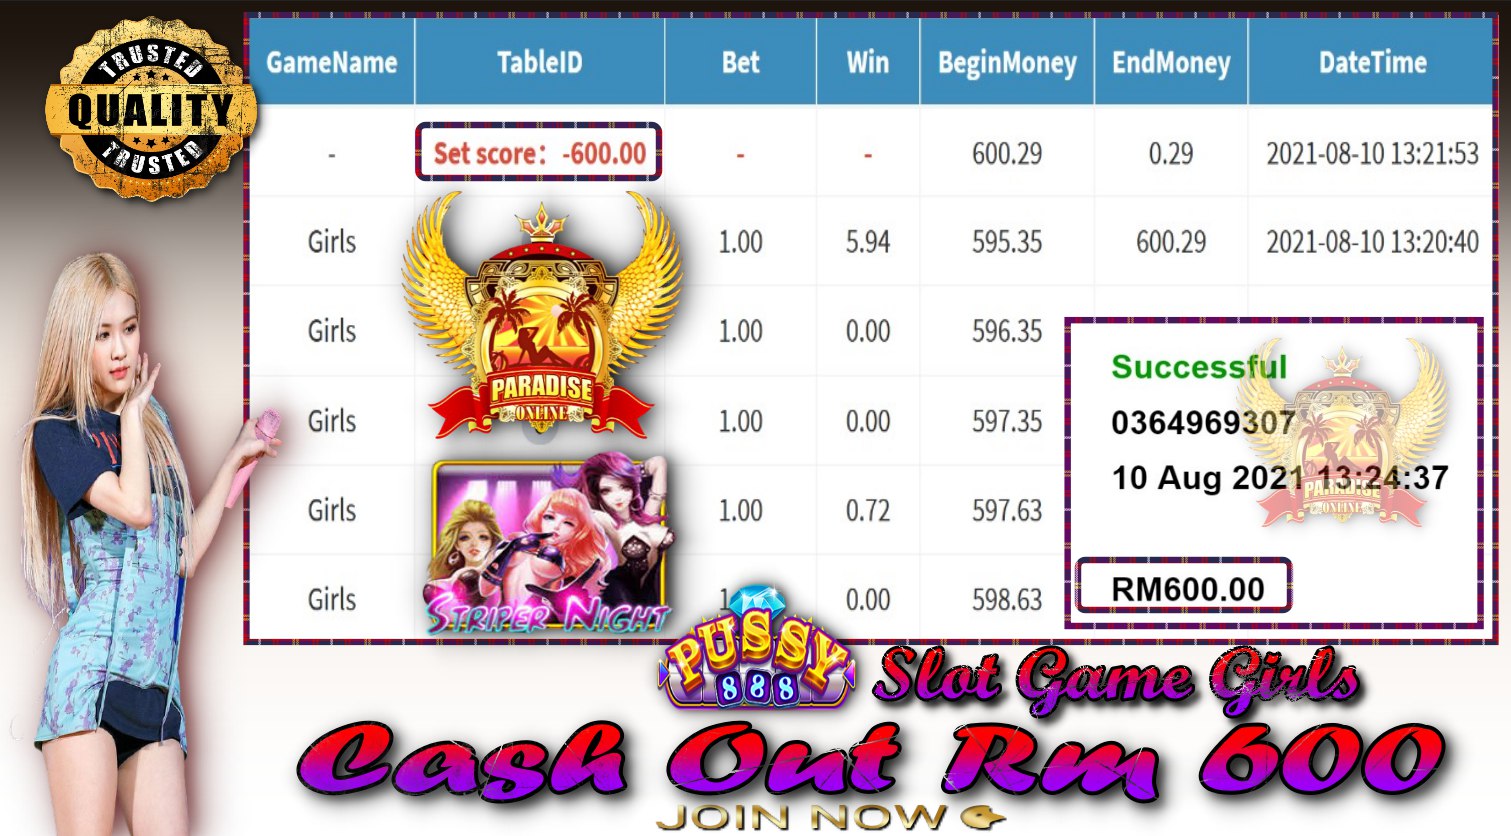 TRUSTED
QUALITY
TRUSTED
GameName TableID Bet Win BeginMoney EndMoney DateTime
- Set score: -600.00 - - 600.29 0.29 2021-08-10 13:21:53
Girls 1.00 5.94 595.35 600.29 2021-08-10 13:20:40
Girls 1.00 0.00 596.35
Girls 1.00 0.00 597.35
Girls 1.00 0.72 597.63
Girls 1 0.00 598.63
PARADISE
ONLINE
STRIPER NIGHT
Successful
0364969307
10 Aug 2021 13:24:37
PARADISE
ONLINE
RM600.00
PUSSY
888
Slot Game Girls
Cash Out Rm 600
JOIN NOW